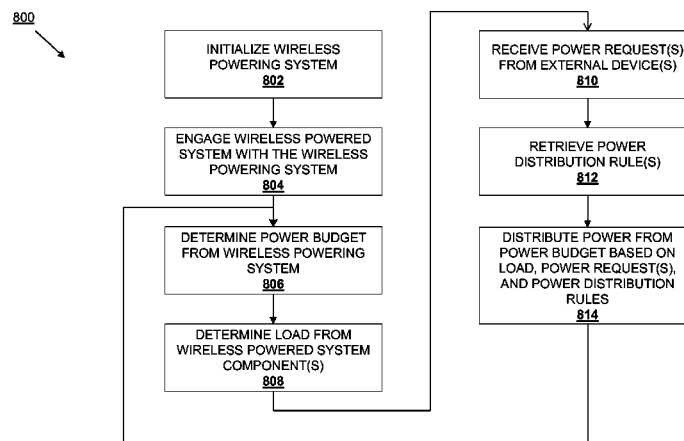 800
INITIALIZE WIRELESS
POWERING SYSTEM
802
ENGAGE WIRELESS POWERED
SYSTEM WITH THE WIRELESS
POWERING SYSTEM
804
DETERMINE POWER BUDGET
FROM WIRELESS POWERING
SYSTEM
806
DETERMINE LOAD FROM
WIRELESS POWERED SYSTEM
COMPONENT(S)
808
RECEIVE POWER REQUEST(S)
FROM EXTERNAL DEVICE(S)
810
RETRIEVE POWER
DISTRIBUTION RULE(S)
812
DISTRIBUTE POWER FROM
POWER BUDGET BASED ON
LOAD, POWER REQUEST(S),
AND POWER DISTRIBUTION
RULES
814